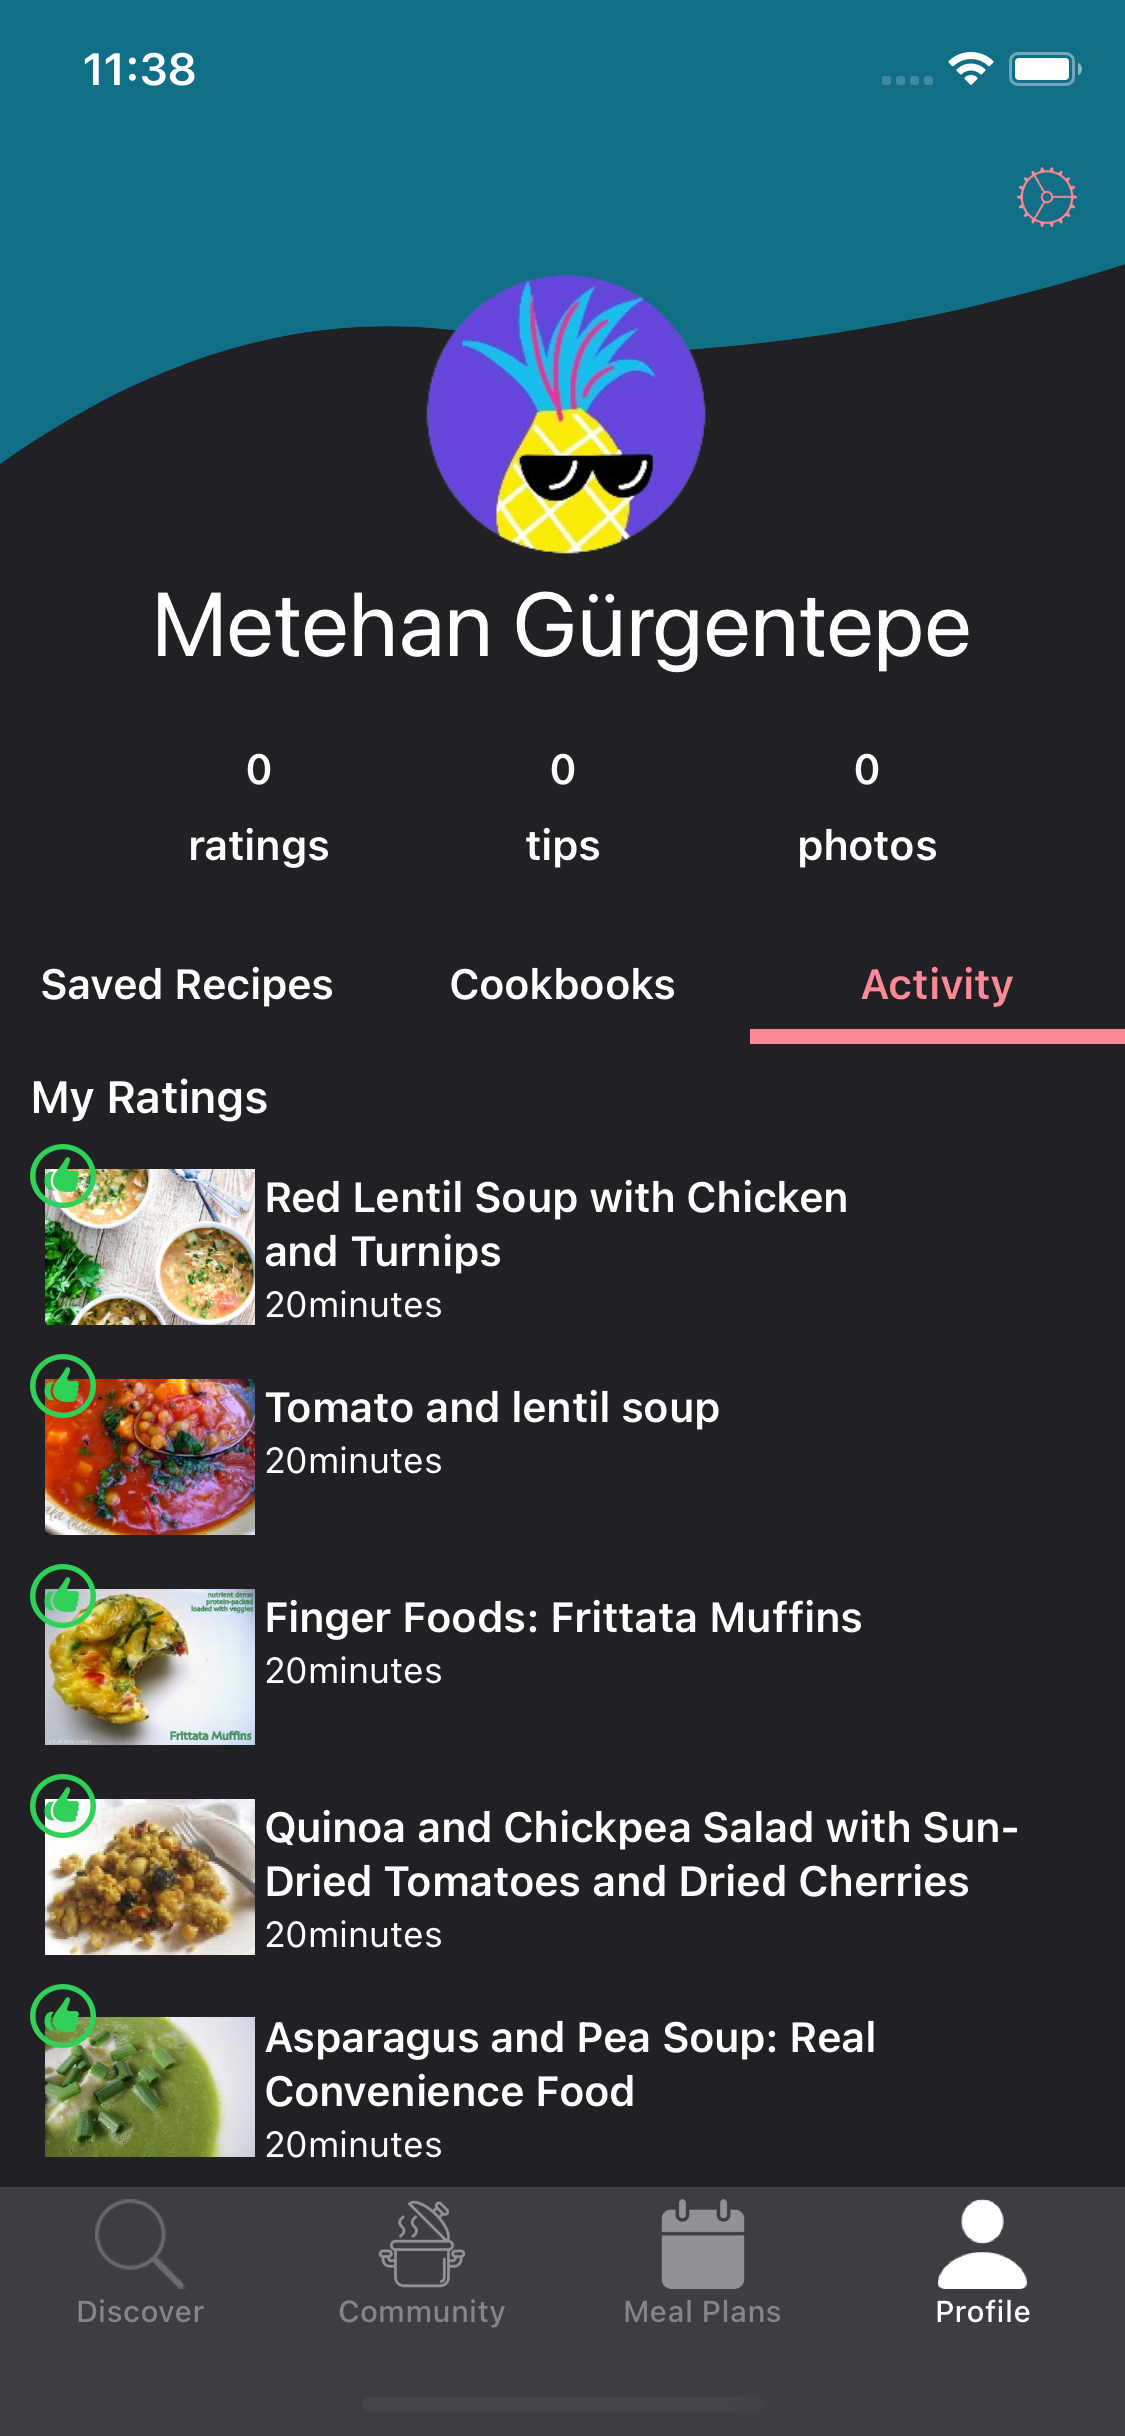 11:38
Metehan Gürgentepe
0 0 0
ratings tips photos
Saved Recipes Cookbooks Activity
My Ratings
Red Lentil Soup with Chicken
and Turnips
20minutes
Tomato and lentil soup
20minutes
nutrient dense
protein-packed
loaded with veggies
Frittata Muffins
Finger Foods: Frittata Muffins
20minutes
Quinoa and Chickpea Salad with Sun-
Dried Tomatoes and Dried Cherries
20minutes
Asparagus and Pea Soup: Real
Convenience Food
20minutes
Discover Community Meal Plans Profile